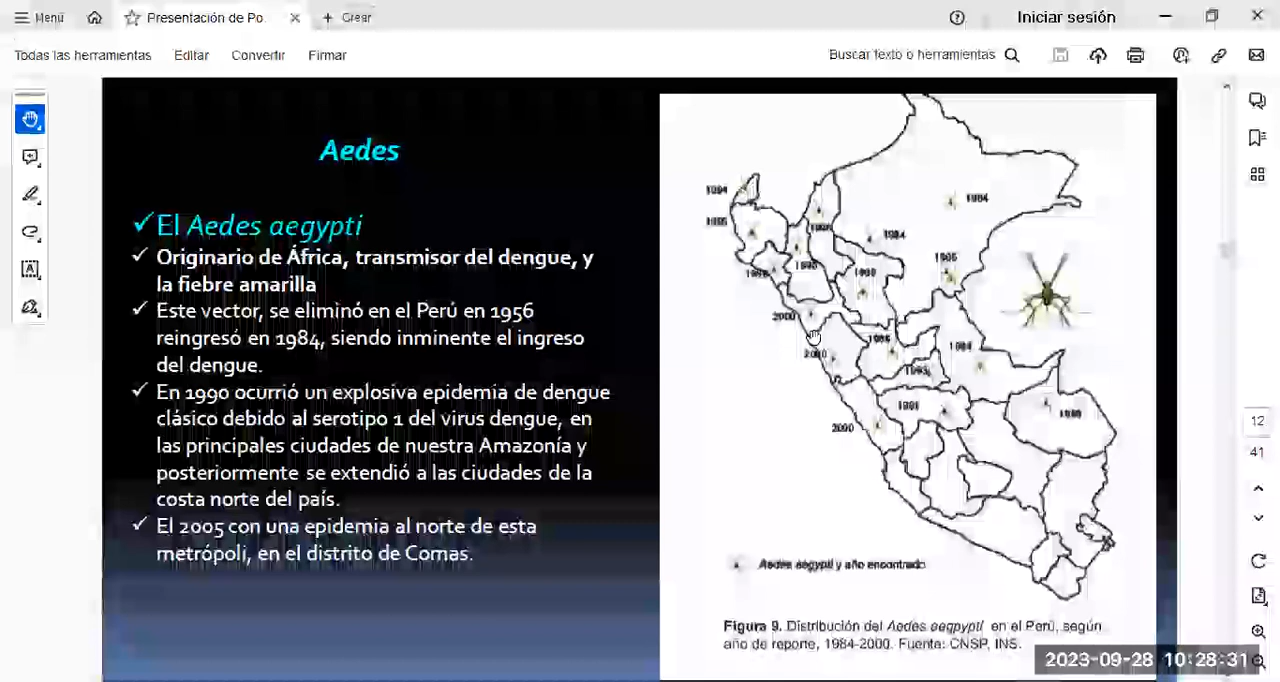 Menú
Presentación de Po
Crear
Iniciar sesión
Todas las herramientas
Editar
Convertir
Firmar
Buscar texto o herramientas
Aedes
El Aedes aegypti
Originario de África, transmisor del dengue, y
la fiebre amarilla
Este vector, se eliminó en el Perú en 1956
reingresó en 1984, siendo inminente el ingreso
del dengue.
En 1990 ocurrió un explosiva epidemia de dengue
clásico debido al serotipo 1 del virus dengue, en
las principales ciudades de nuestra Amazonía y
posteriormente se extendió a las ciudades de la
costa norte del país.
El 2005 con una epidemia al norte de esta
metrópoli, en el distrito de Comas.
1984
1984
2000
2000
2000
Aedes aegypti y año encontrado
Figura 9. Distribución del Aedes aegpypti en el Perú, según
año de reporte, 1984-2000. Fuente: CNSP, INS.
12
41
2023-09-28 10:28:31